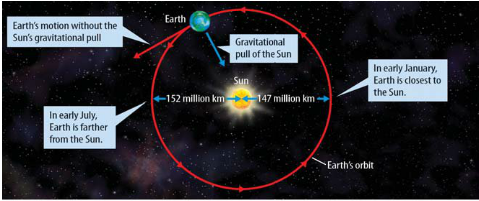 Earth
Earth's motion without the
Sun's gravitational pull
Gravitational
pull of the Sun
Sun
In early January,
Earth is closest to
the Sun.
152 million km
147 million km
In early July,
Earth is farther
from the Sun.
Earth's orbit